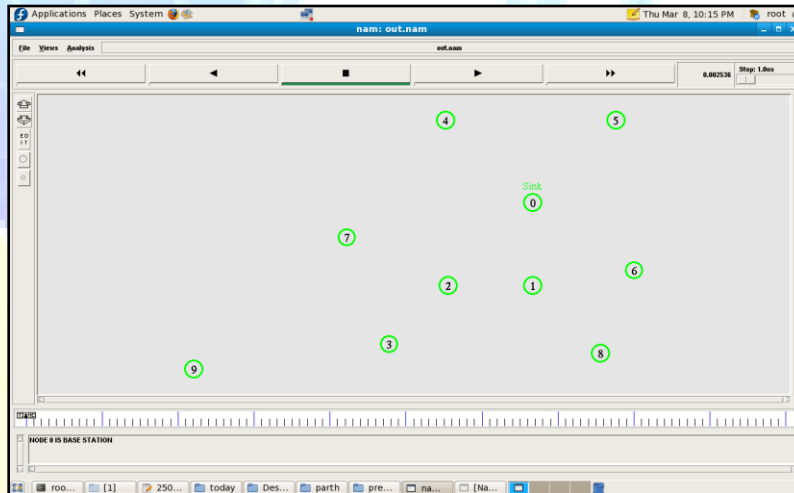 Applications Places System Thu Mar 8, 10:15 PM root
nam: out.nam
File Views Analysis out.nam
0.002536 Step: 1.0us
4
5
Sink
0
7
6
2
1
3
8
9
NODE 0 IS BASE STATION
roo... [1] 250... today Des... parth pre... na... [Na...